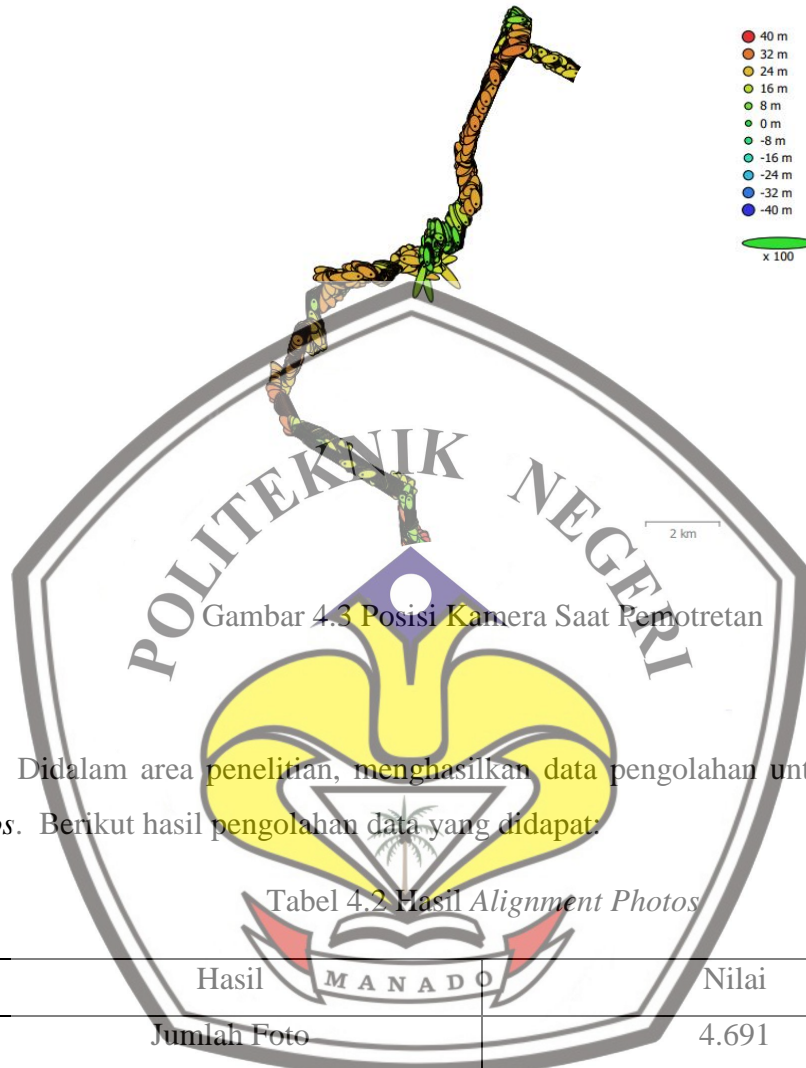 40 m
32 m
24 m
16 m
8 m
0 m
-8 m
-16 m
-24 m
-32 m
-40 m
x 100
2 km
POLITEKNIK NEGERI
Gambar 4.3 Posisi Kamera Saat Pemotretan
Didalam area penelitian, menghasilkan data pengolahan
Berikut hasil pengolahan data yang didapat:
Tabel 4.2 Hasil Alignment Photos
Hasil Nilai
MANADO
Jumlah Foto 4.691